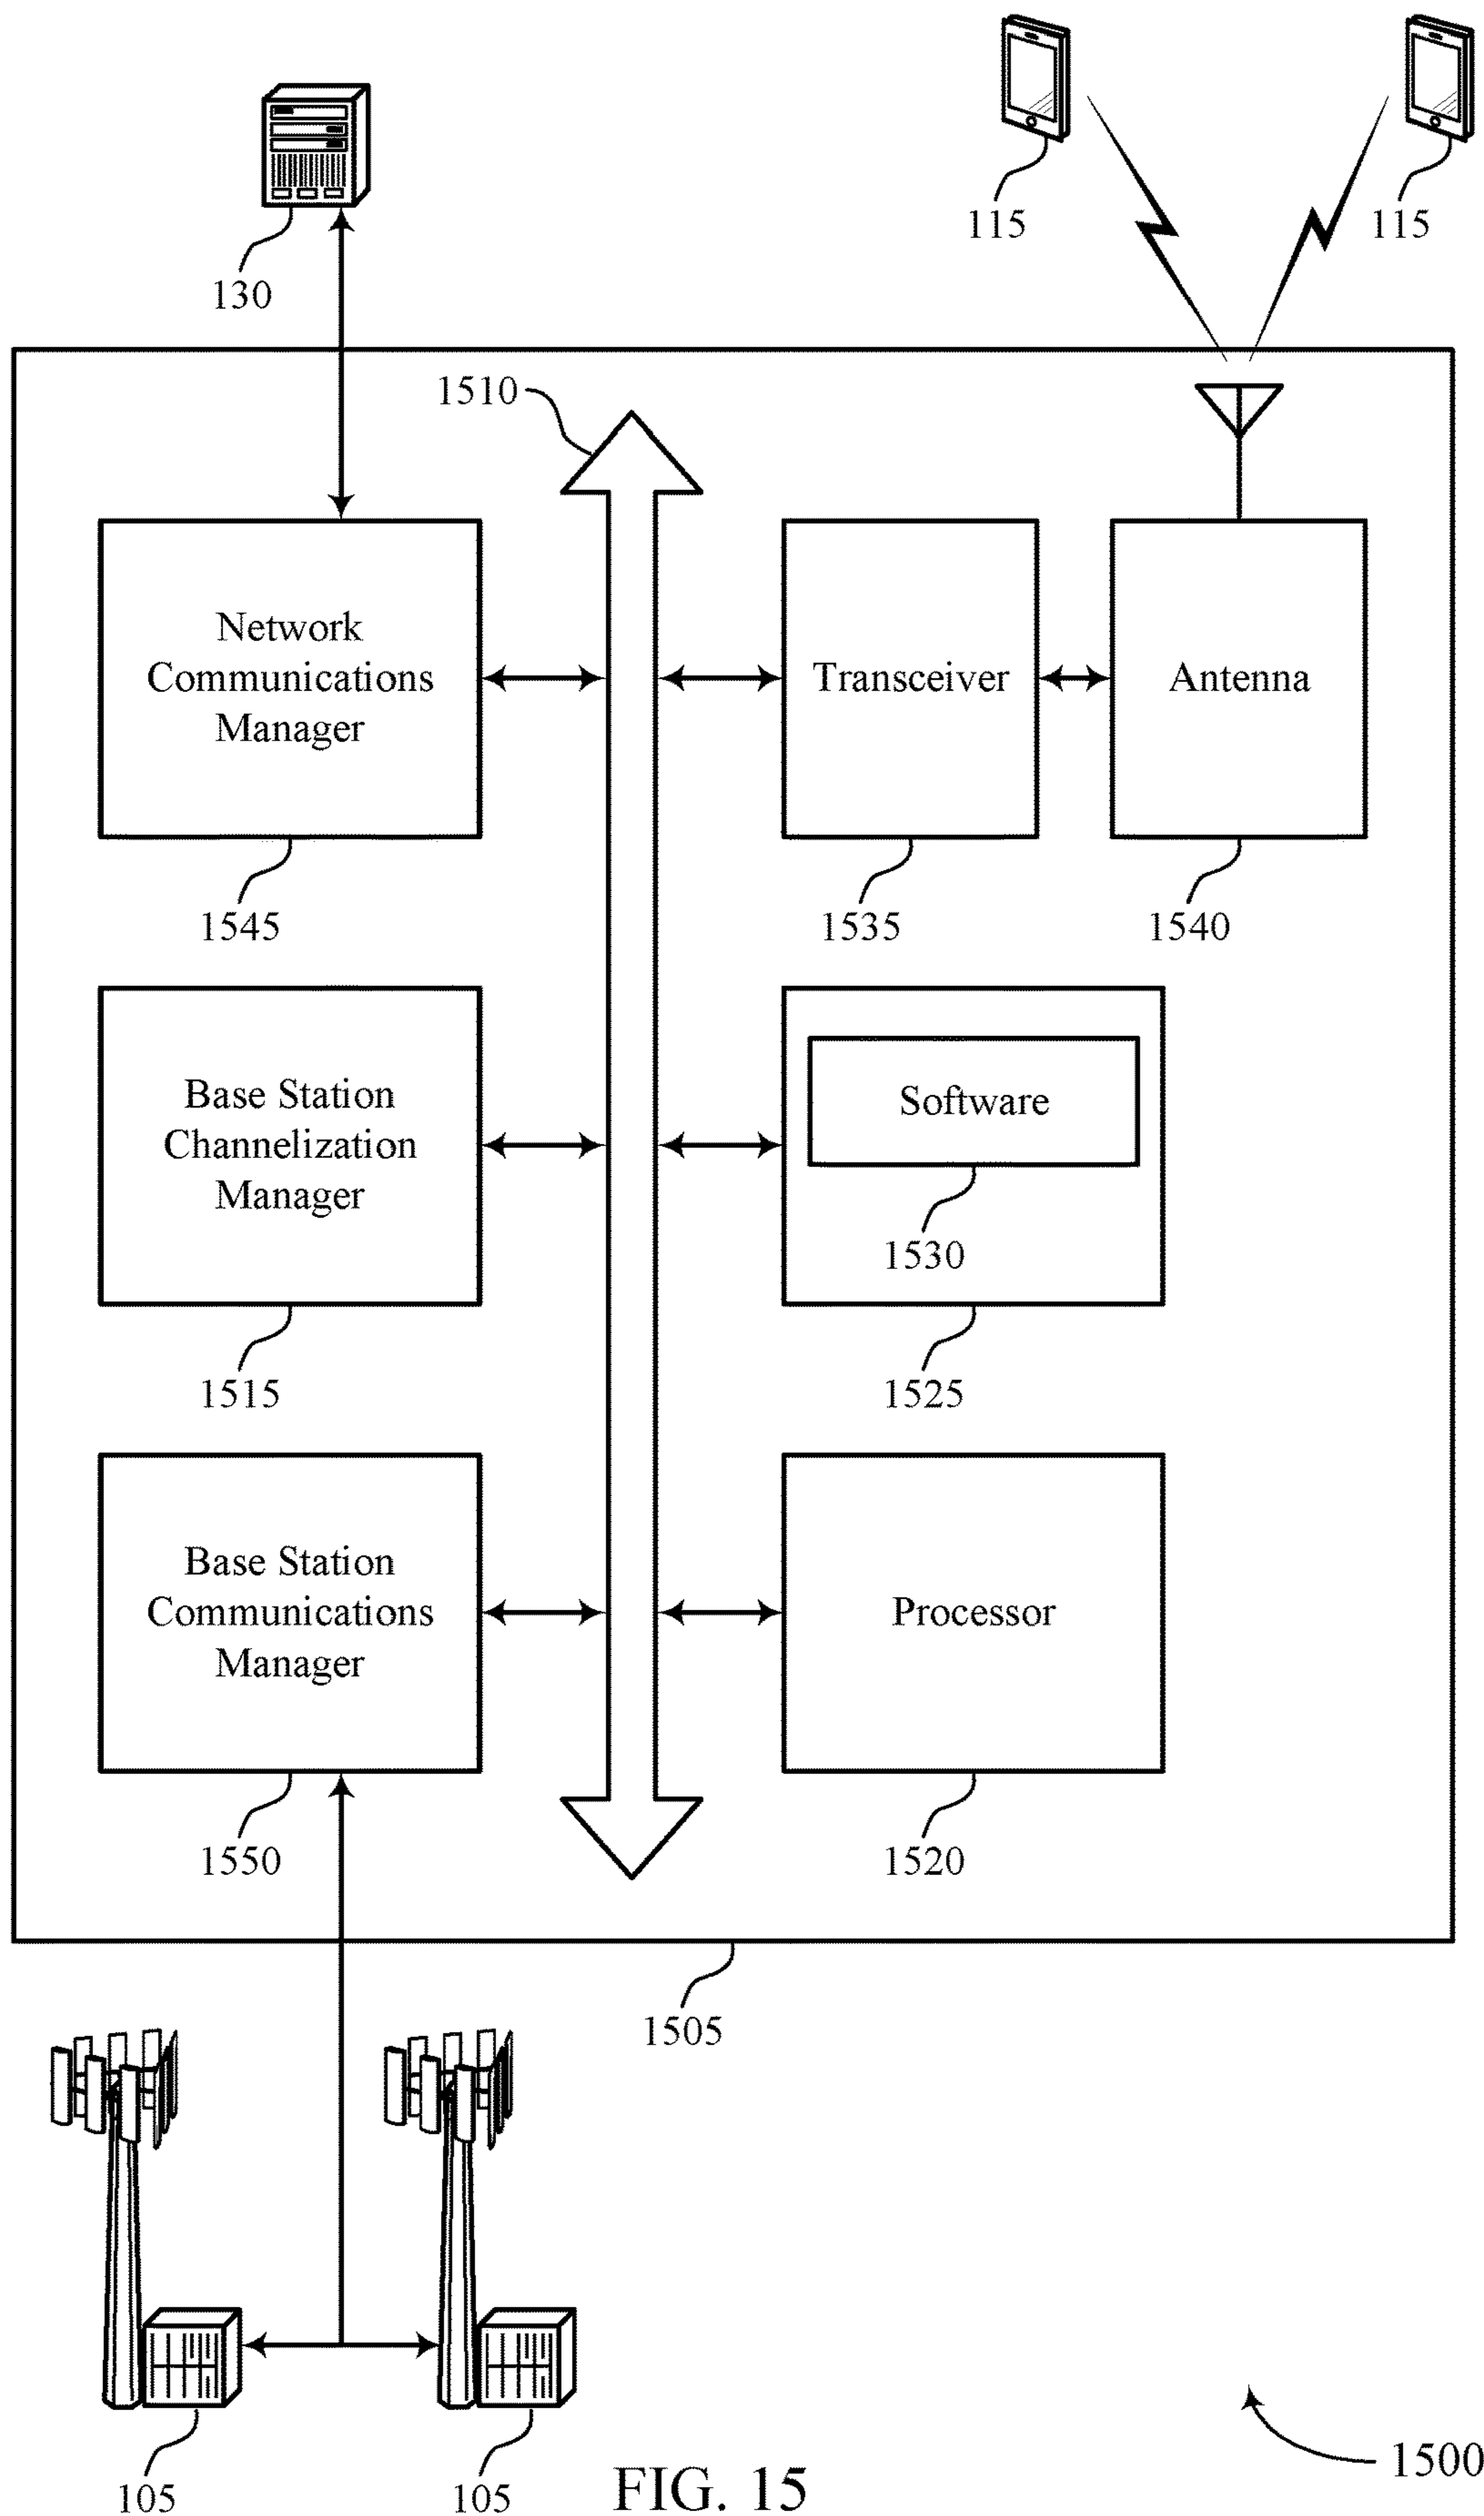 115
115
130
1510
Network
Communications
Manager
Transceiver
Antenna
1545
1535
1540
Base Station
Channelization
Manager
Software
1530
1515
1525
Base Station
Communications
Manager
Processor
1550
1520
1505
1500
105
105
FIG. 15